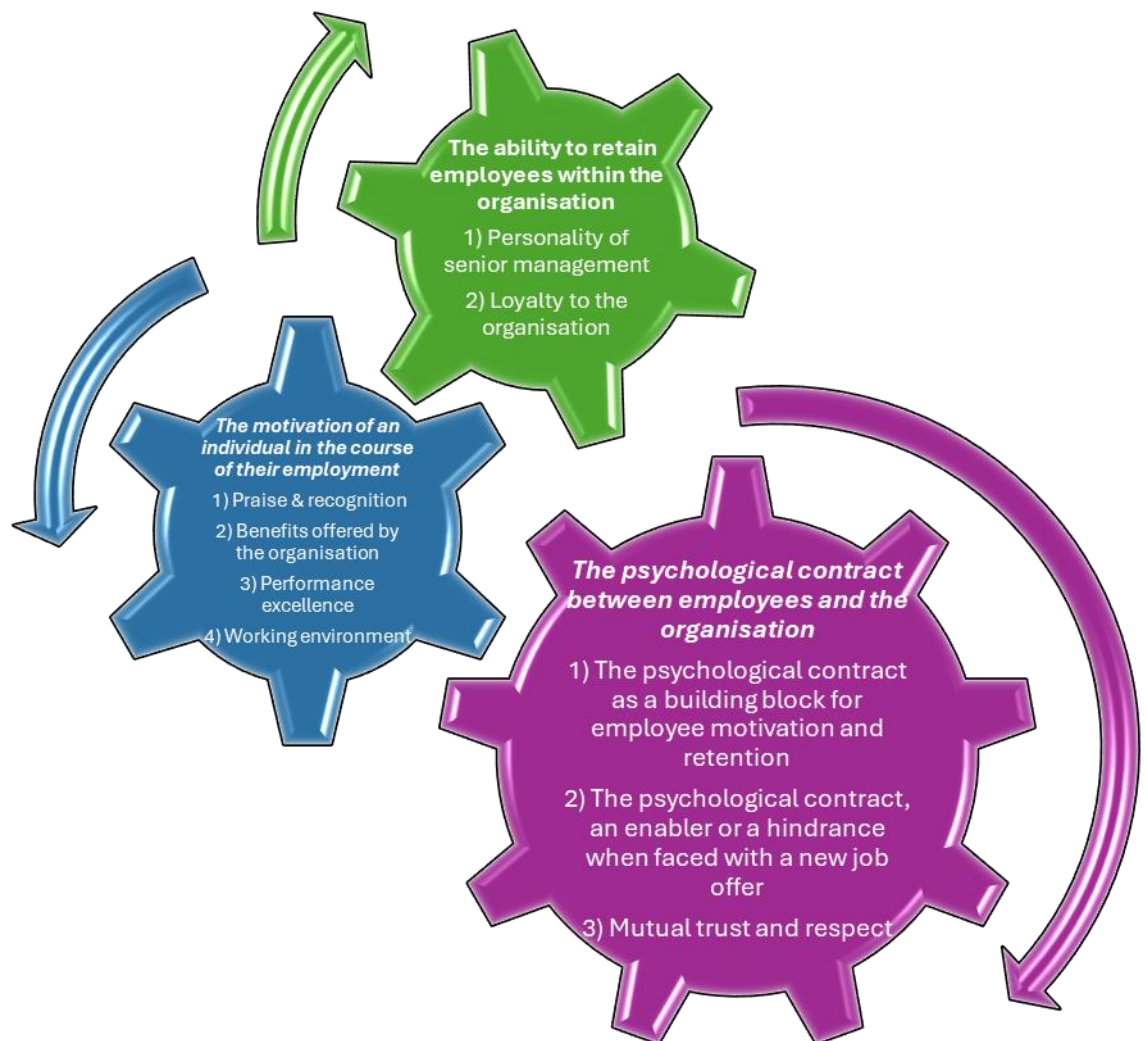 The ability to retain
employees within the
organisation
1) Personality of
senior management
2) Loyalty to the
organisation
The motivation of an
individual in the course
of their employment
1) Praise & recognition
2) Benefits offered by
the organisation
3) Performance
excellence
4) Working environment
The psychological contract
between employees and the
organisation
1) The psychological contract
as a building block for
employee motivation and
retention
2) The psychological contract,
an enabler or a hindrance
when faced with a new job
offer
3) Mutual trust and respect